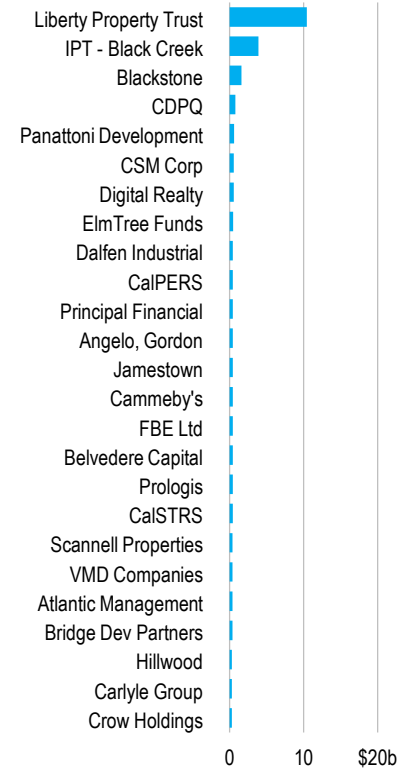 Liberty Property Trust
IPT - Black Creek
Blackstone
CDPQ
Panattoni Development
CSM Corp
Digital Realty
ElmTree Funds
Dalfen Industrial
CalPERS
Principal Financial
Angelo, Gordon
Jamestown
Cammeby's
FBE Ltd
Belvedere Capital
Prologis
CalSTRS
Scannell Properties
VMD Companies
Atlantic Management
Bridge Dev Partners
Hillwood
Carlyle Group
Crow Holdings
0 10 $20b